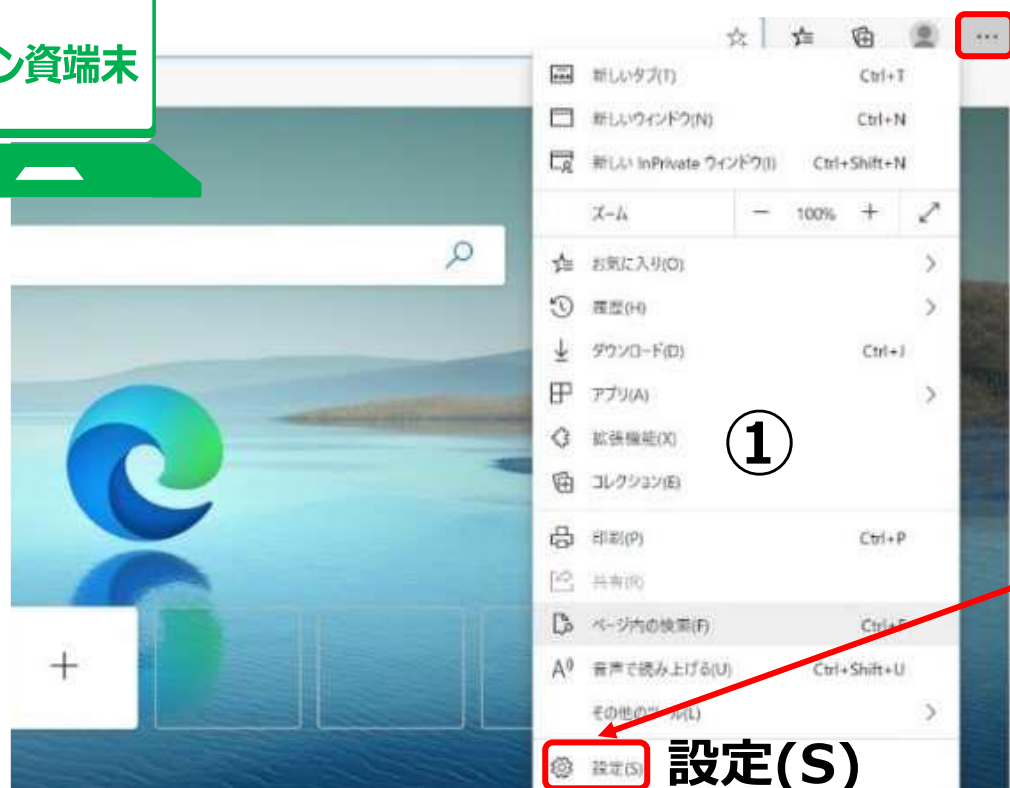 ン資端末
新しいタブ(T) Ctrl+T
新しいウィンドウ(N) Ctrl+N
新しい InPrivate ウィンドウ(I) Ctrl+Shift+N
ズーム － 100% ＋
お気に入り(O)
履歴(H)
ダウンロード(D) Ctrl+J
アプリ(A)
拡張機能(X)
①
コレクション(E)
印刷(P) Ctrl+P
共有(R)
ページ内の検索(F) Ctrl+F
音声で読み上げる(U) Ctrl+Shift+U
その他のツール(L)
設定(S) 設定(S)